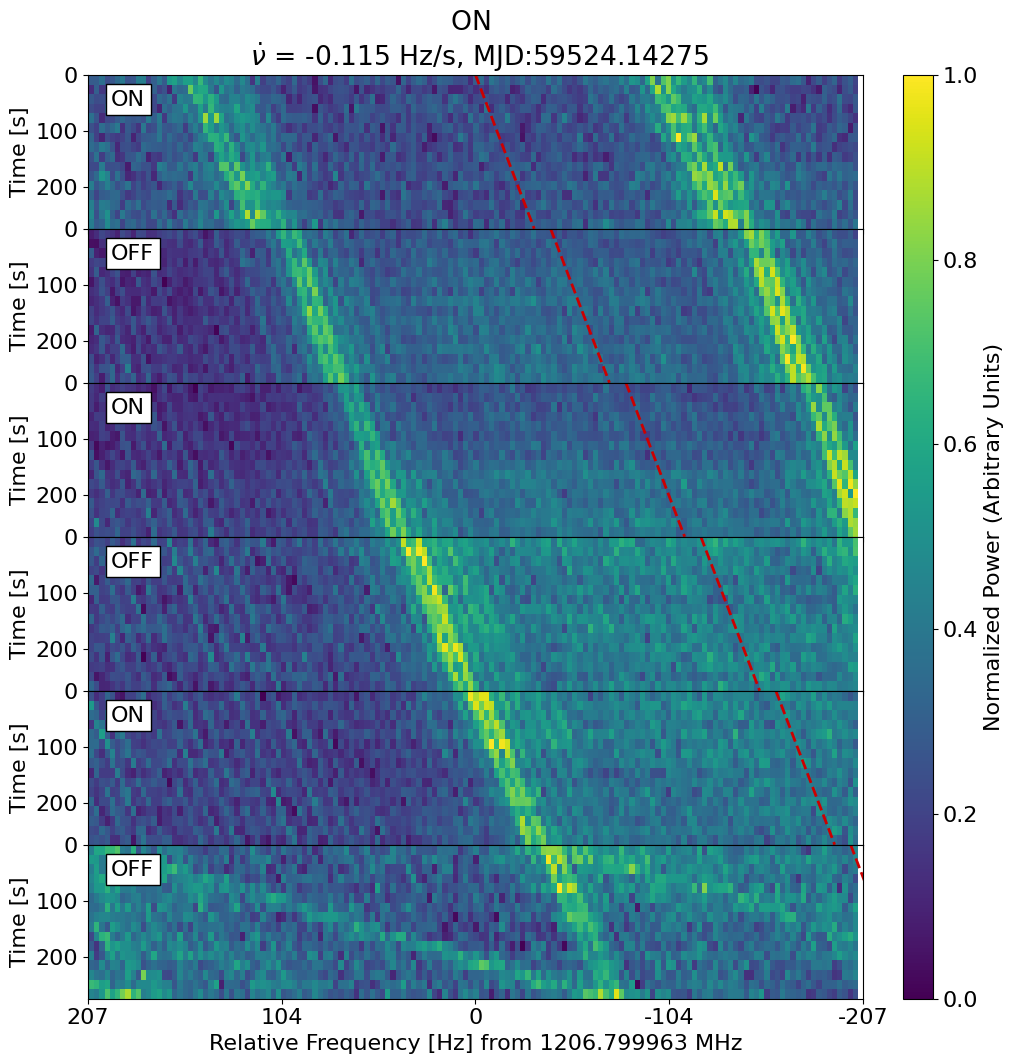 ON
ν̇ = -0.115 Hz/s, MJD:59524.14275
0
100
200
Time [s]
ON
0
100
200
Time [s]
OFF
0
100
200
Time [s]
ON
0
100
200
Time [s]
OFF
0
100
200
Time [s]
ON
0
100
200
Time [s]
OFF
207
104
0
-104
-207
Relative Frequency [Hz] from 1206.799963 MHz
1.0
0.8
0.6
0.4
0.2
0.0
Normalized Power (Arbitrary Units)